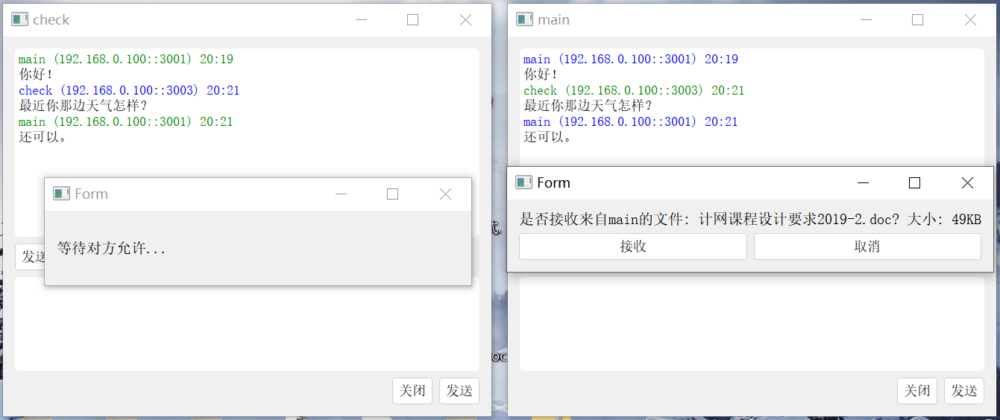 check
main (192.168.0.100::3001) 20:19
你好!
check (192.168.0.100::3003) 20:21
最近你那边天气怎样?
main (192.168.0.100::3001) 20:21
还可以。
Form
等待对方允许...
发送
关闭
发送
main
main (192.168.0.100::3001) 20:19
你好!
check (192.168.0.100::3003) 20:21
最近你那边天气怎样?
main (192.168.0.100::3001) 20:21
还可以。
Form
是否接收来自main的文件: 计网课程设计要求2019-2.doc? 大小: 49KB
接收
取消
关闭
发送